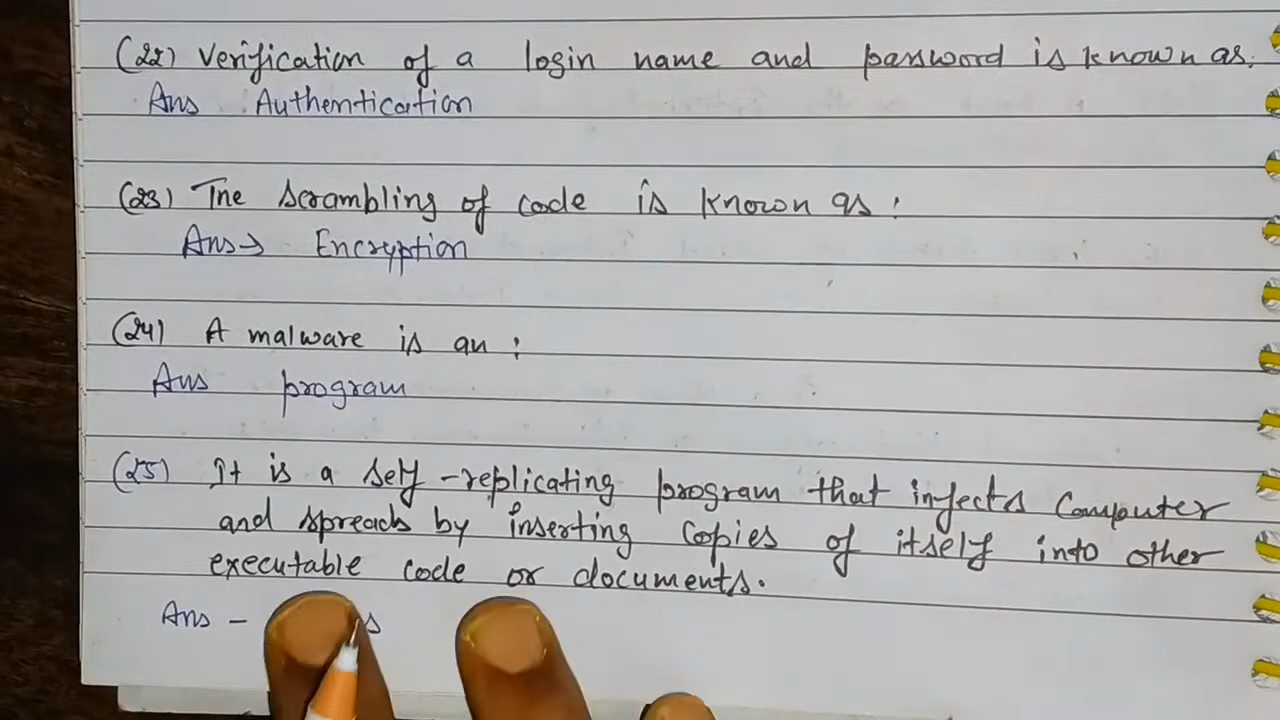 (22) Verification of a login name and password is known as.
Ans Authentication
(23) The Scrambling of code is known as:
Ans→ Encryption
(24) A malware is an :
Ans program
(25) It is a self-replicating program that infects Computer
and spreads by inserting Copies of itself into other
executable code or documents.
Ans -